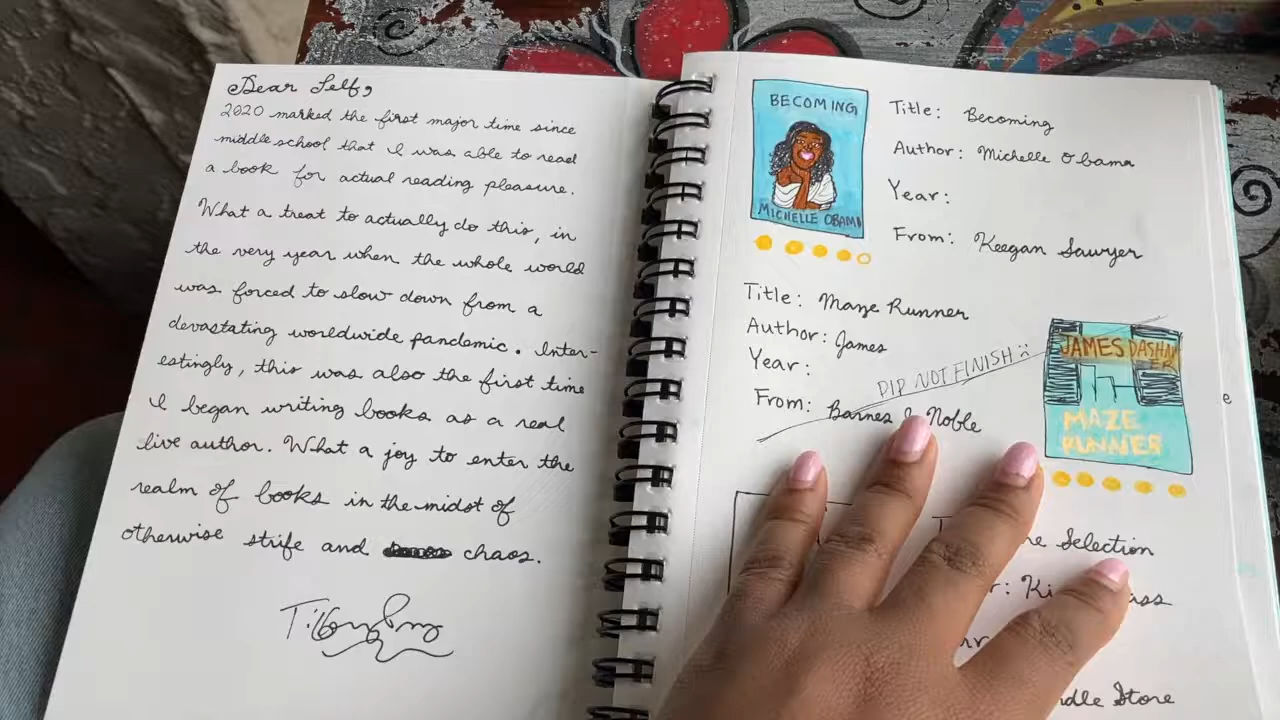 Dear Self,
2020 marked the first major time since
middle school that I was able to read
a book for actual reading pleasure.
What a treat to actually do this, in
the very year when the whole world
was forced to slow down from a
devastating worldwide pandemic. Inter-
estingly, this was also the first time
I began writing books as a real
live author. What a joy to enter the
realm of books in the midst of
otherwise strife and chaos.
BECOMING
MICHELLE OBAMA
Title: Becoming
Author: Michelle Obama
Year:
From: Keegan Sawyer
Title: Maze Runner
Author: James
Year:
From: Barnes & Noble
DID NOT FINISH :(
JAMES DASHNER
MAZE
RUNNER
Selection
Store
e